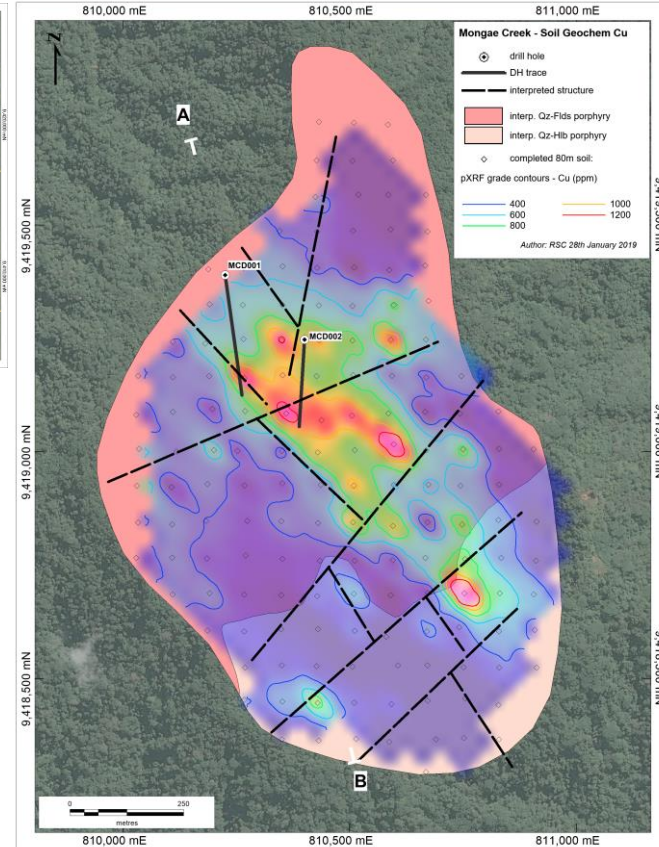 810,000 mE
810,500 mE
811,000 mE
Mongae Creek - Soil Geochem Cu
drill hole
DH trace
interpreted structure
interp. Qz-Flds porphyry
interp. Qz-Hlb porphyry
completed 80m soil:
pXRF grade contours - Cu (ppm)
400
1000
600
1200
800
Author: RSC 28th January 2019
N
A
9,419,500 mN
MCD001
MCD002
9,419,000 mN
9,418,500 mN
B
0
250
metres
810,000 mE
810,500 mE
811,000 mE